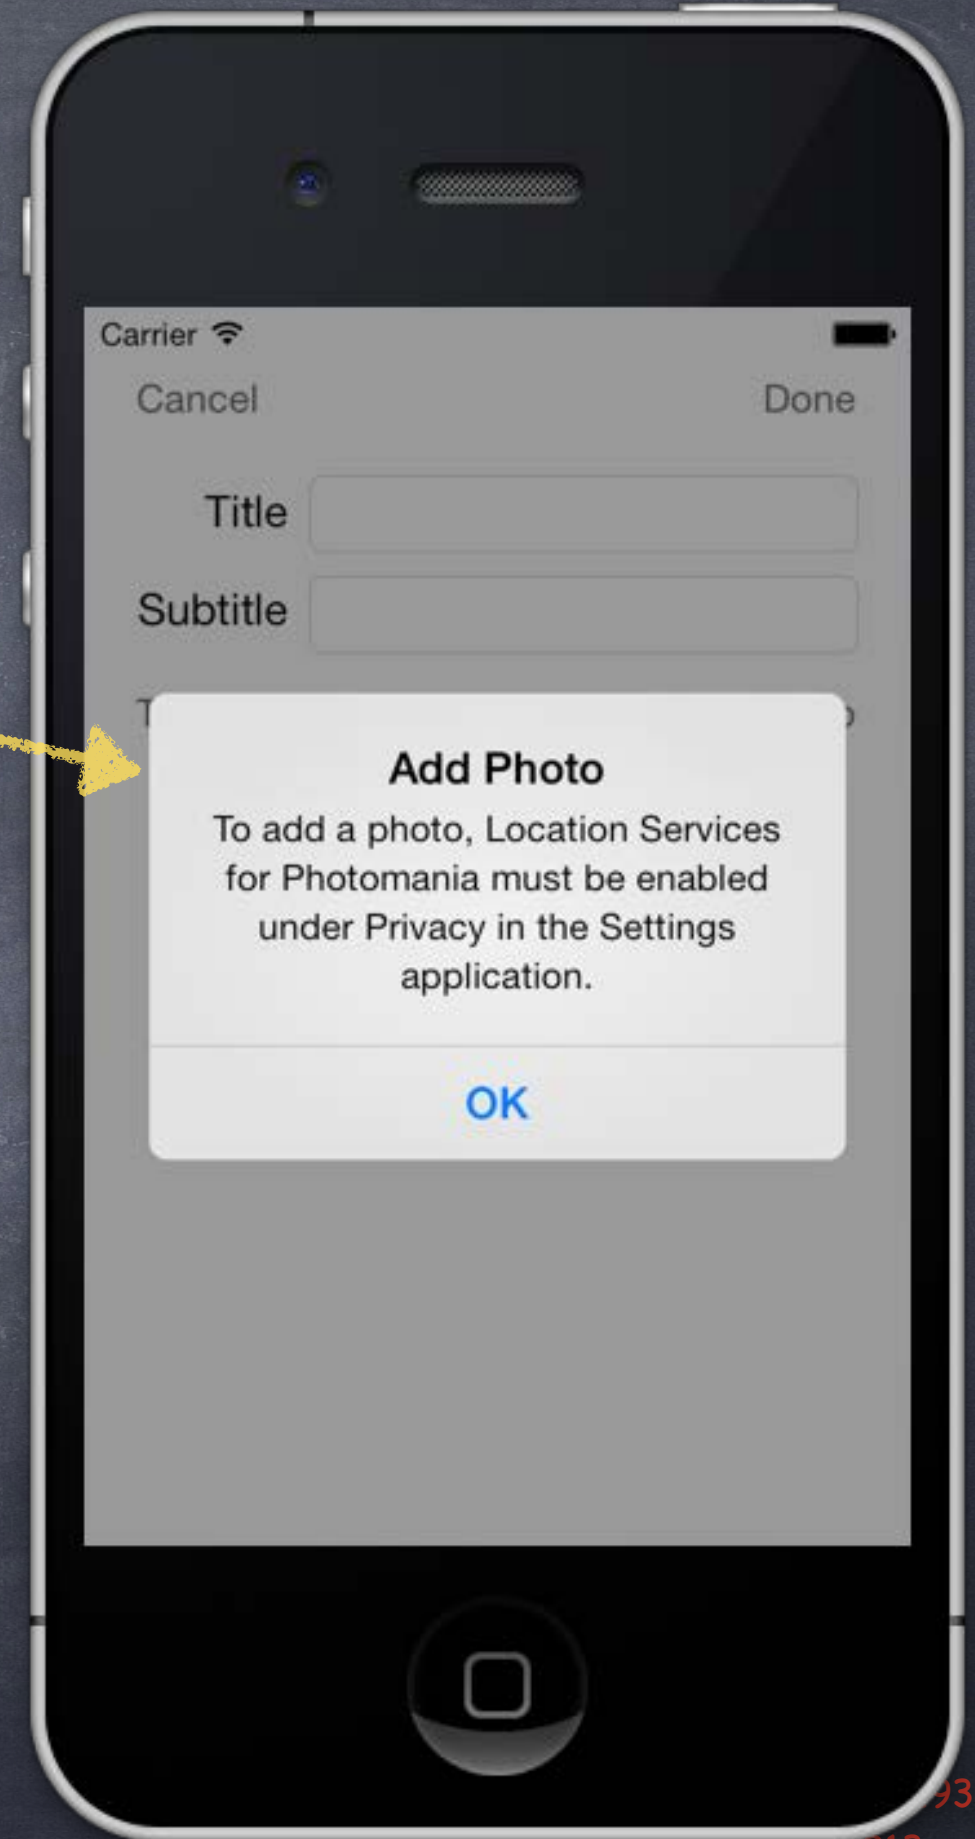 Carrier
Cancel Done
Title
Subtitle
Add Photo
To add a photo, Location Services
for Photomania must be enabled
under Privacy in the Settings
application.
OK
93